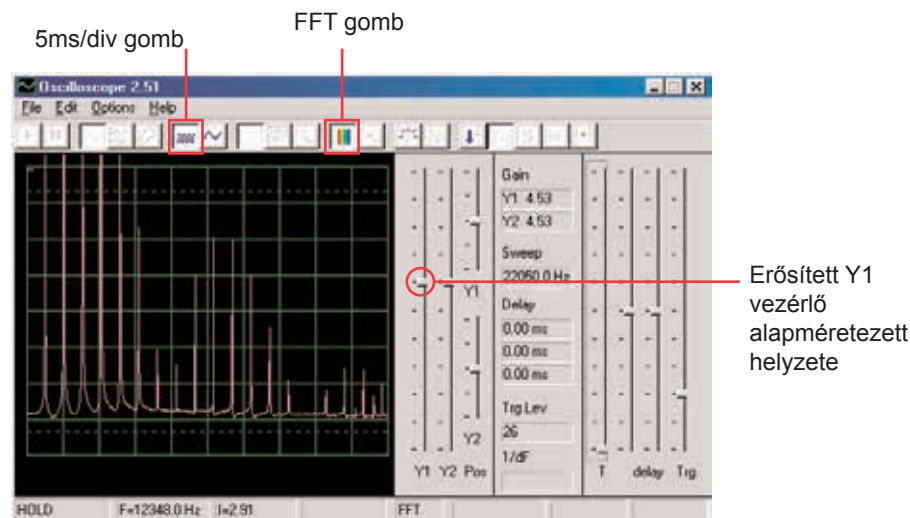 FFT gomb
5ms/div gomb
Oscilloscope 2.51
File Edit Options Help
Gain
Y1 4.53
Y2 4.53
Sweep
22050.0 Hz
Y1
Delay
0.00 ms
0.00 ms
0.00 ms
Trg Lev
26
Y2
1/dF
Y1 Y2 Pos
T delay Trg
Erősített Y1
vezérlő
alapméretezett
helyzete
HOLD F=12348.0 Hz I=2.91 FFT